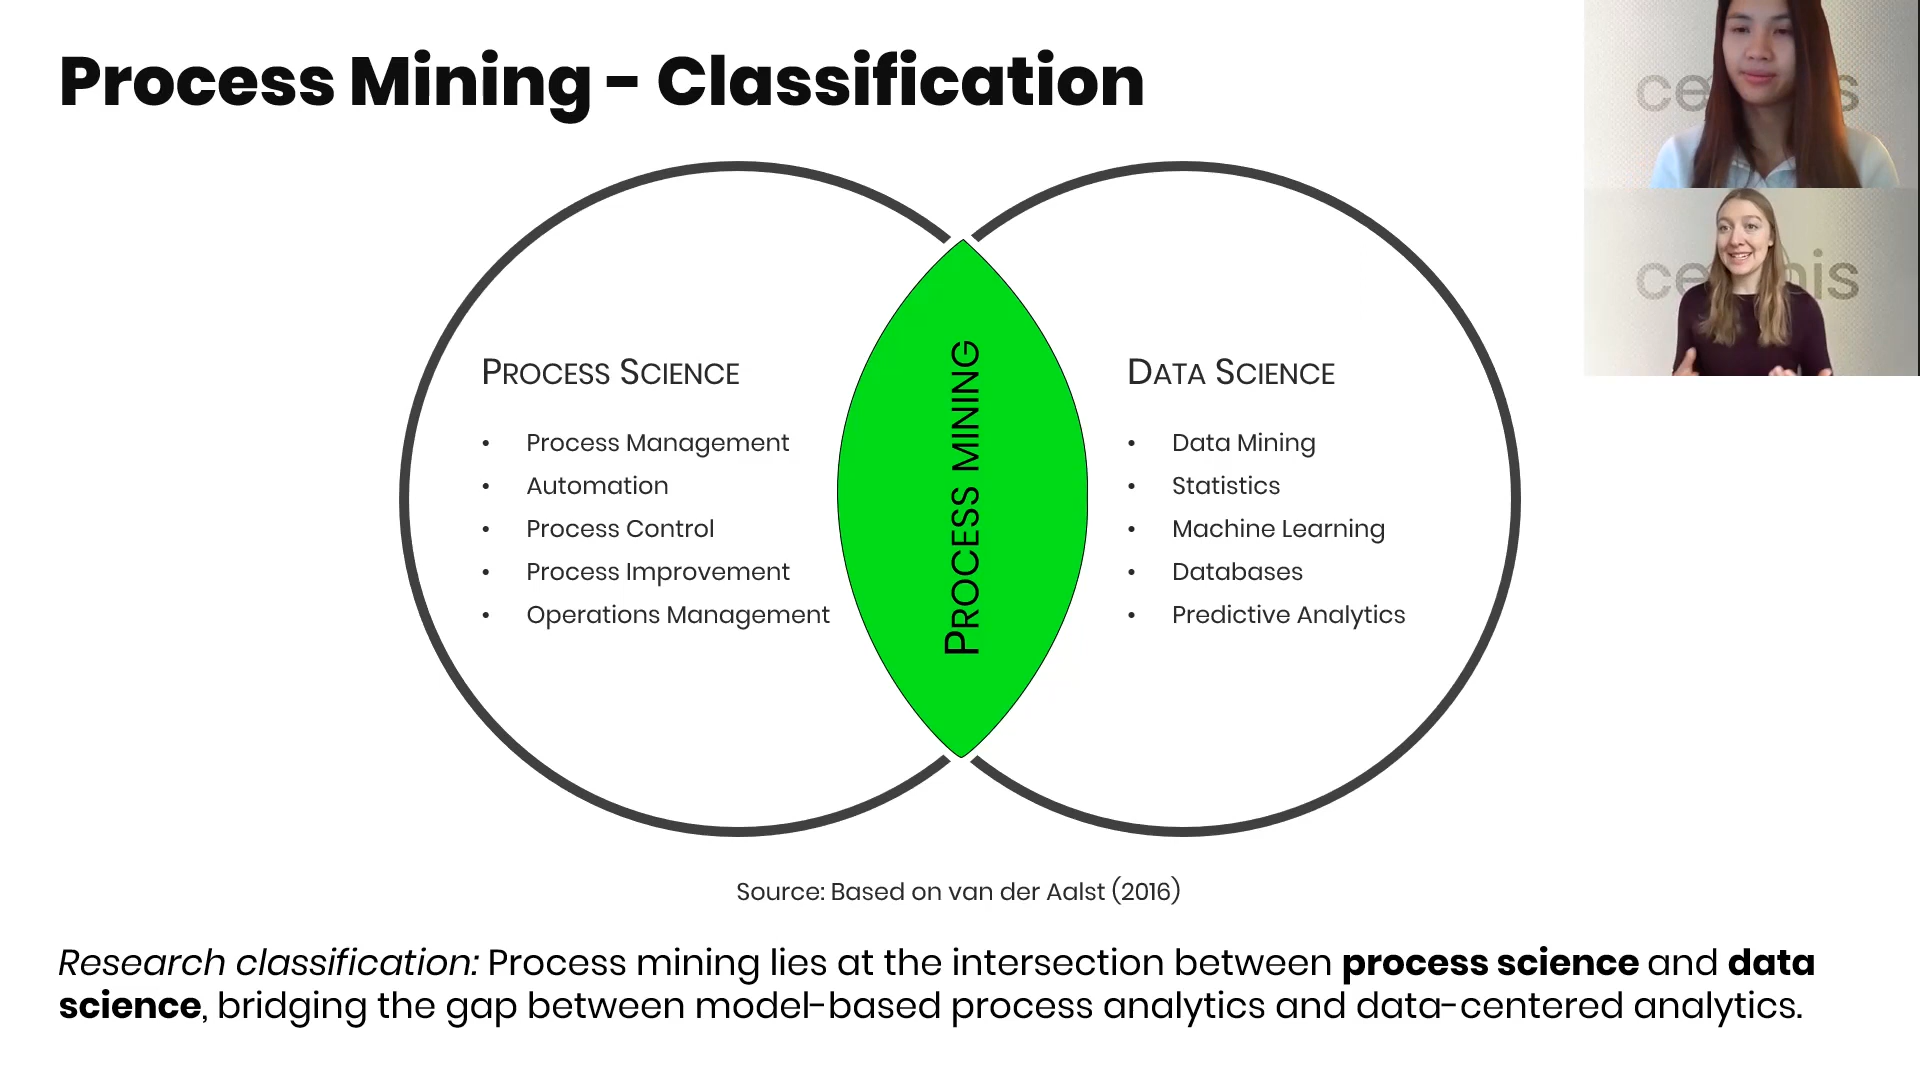 Process Mining - Classification
PROCESS SCIENCE
• Process Management
• Automation
• Process Control
• Process Improvement
• Operations Management
PROCESS MINING
DATA SCIENCE
• Data Mining
• Statistics
• Machine Learning
• Databases
• Predictive Analytics
Source: Based on van der Aalst (2016)
Research classification: Process mining lies at the intersection between process science and data
science, bridging the gap between model-based process analytics and data-centered analytics.